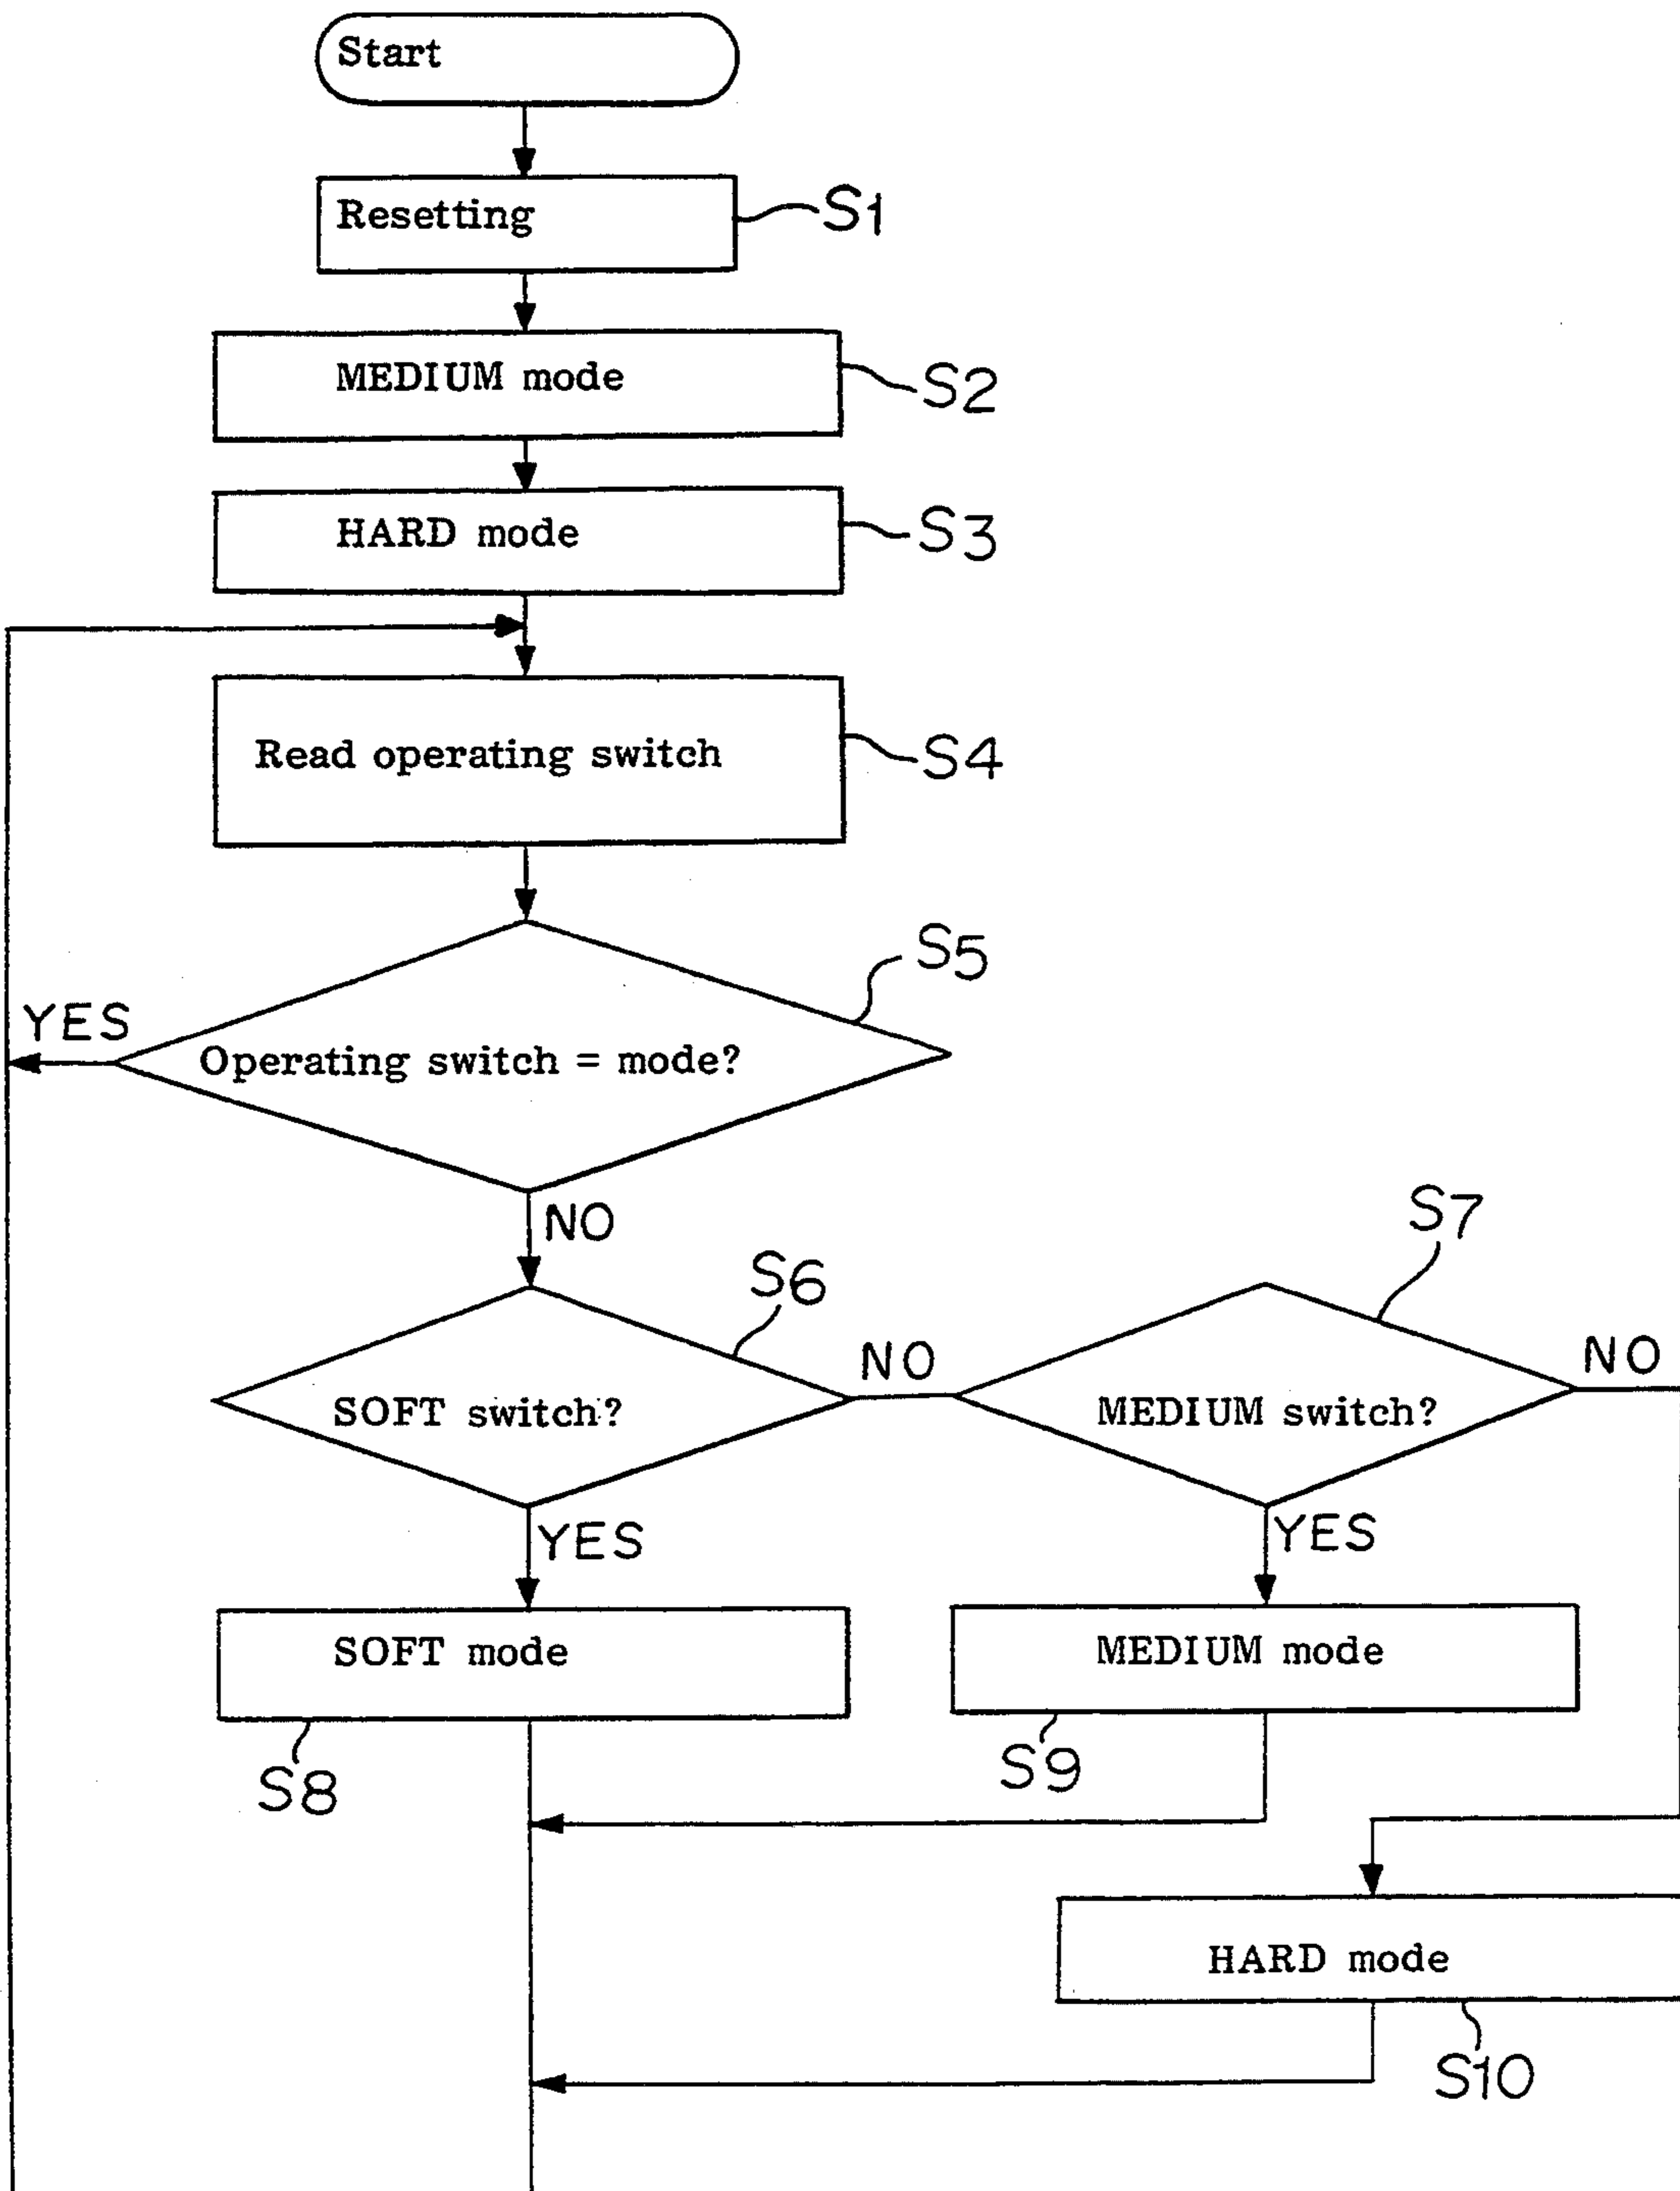 Start
Resetting
S1
MEDIUM mode
S2
HARD mode
S3
Read operating switch
S4
S5
YES
Operating switch = mode?
NO
S6
S7
NO
NO
SOFT switch?
MEDIUM switch?
YES
YES
SOFT mode
MEDIUM mode
S8
S9
HARD mode
S10